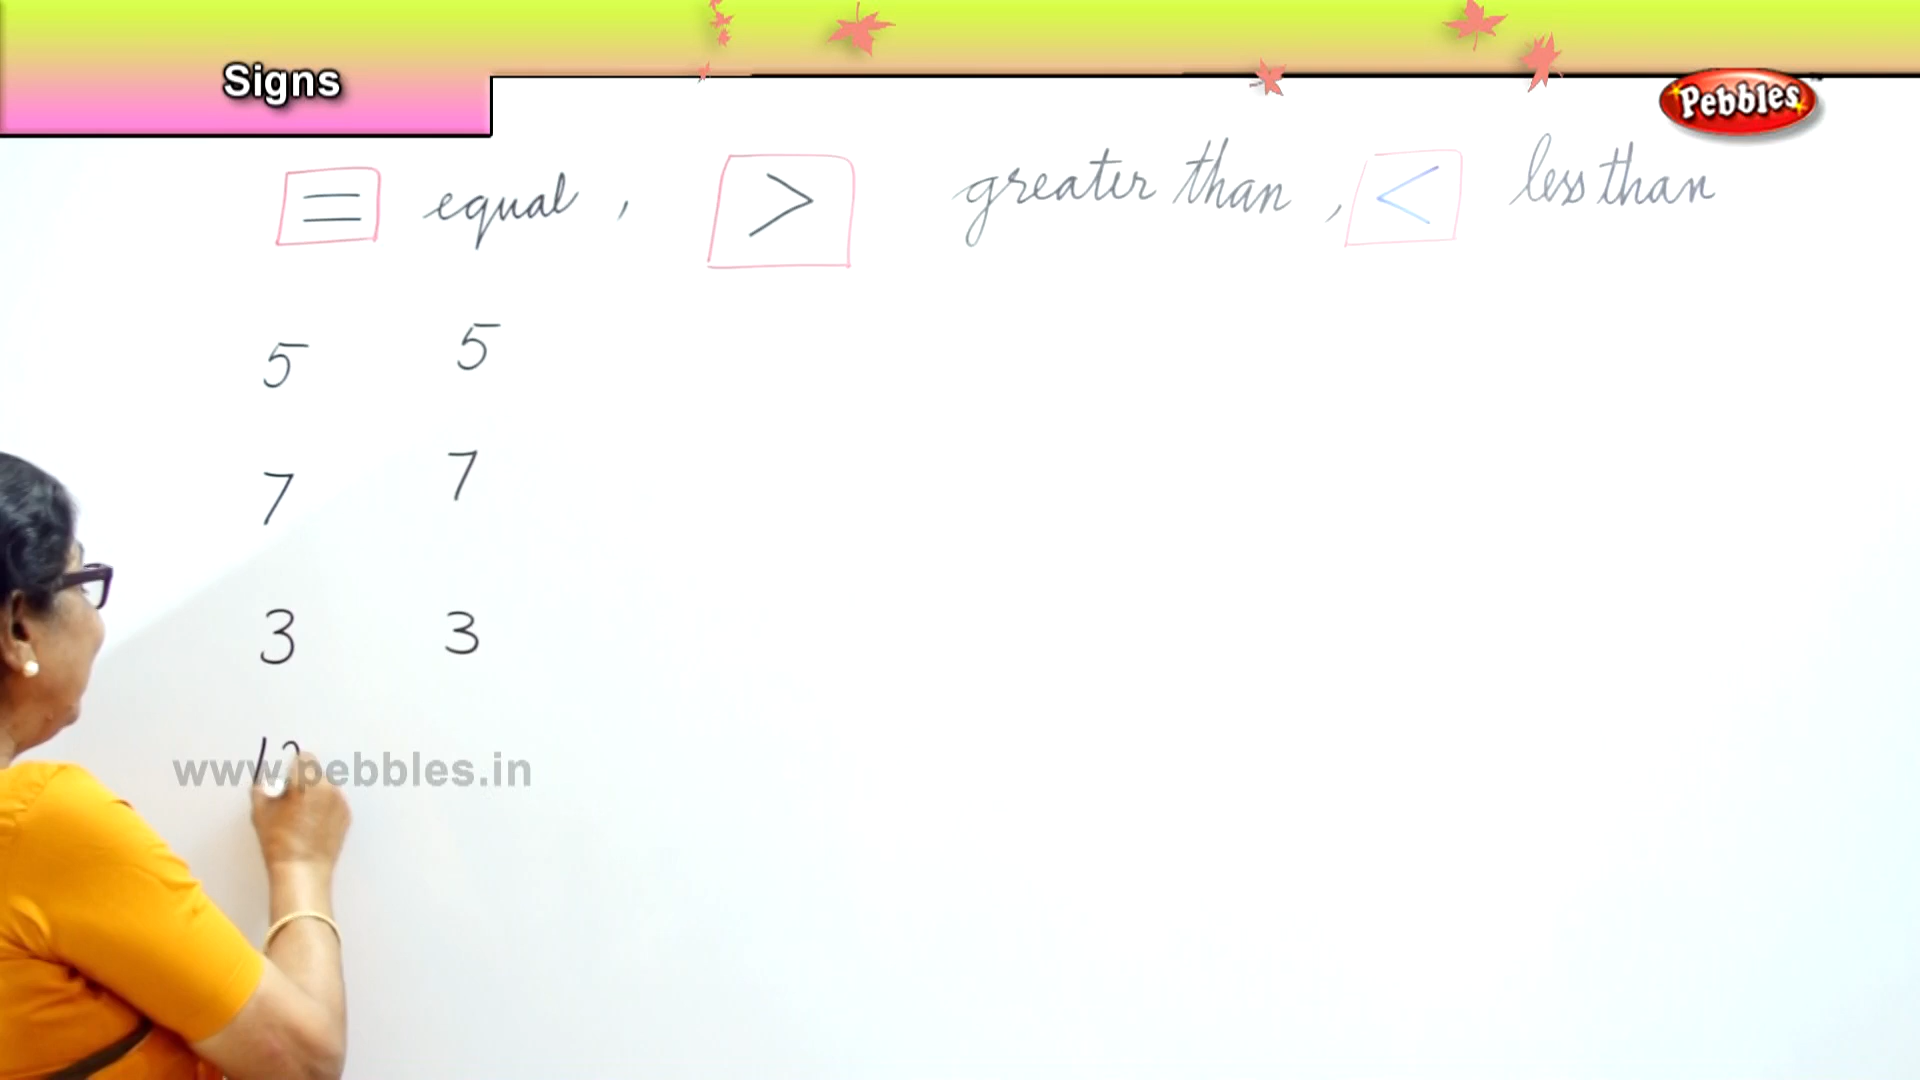 Signs
Pebbles
= equal , > greater than , < less than
5 5
7 7
3 3
www.pebbles.in